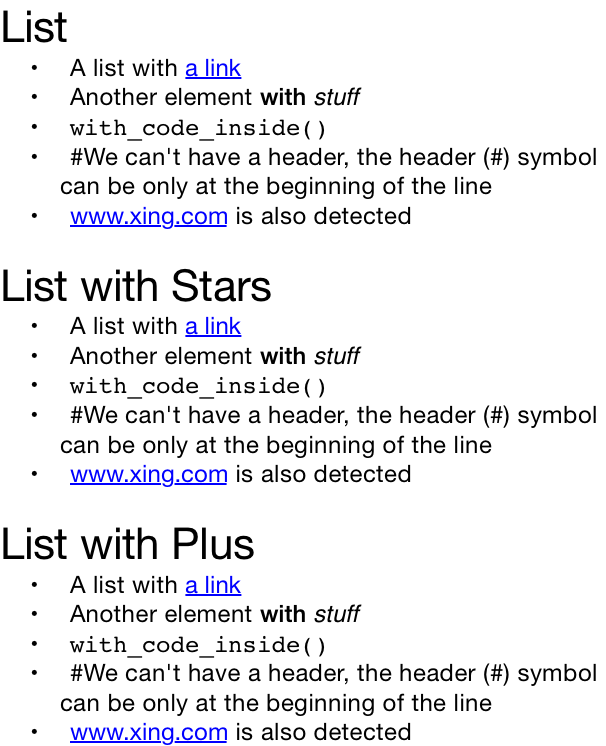 List
• A list with a link
• Another element with stuff
• with_code_inside()
• #We can't have a header, the header (#) symbol
can be only at the beginning of the line
• www.xing.com is also detected
List with Stars
• A list with a link
• Another element with stuff
• with_code_inside()
• #We can't have a header, the header (#) symbol
can be only at the beginning of the line
• www.xing.com is also detected
List with Plus
• A list with a link
• Another element with stuff
• with_code_inside()
• #We can't have a header, the header (#) symbol
can be only at the beginning of the line
• www.xing.com is also detected